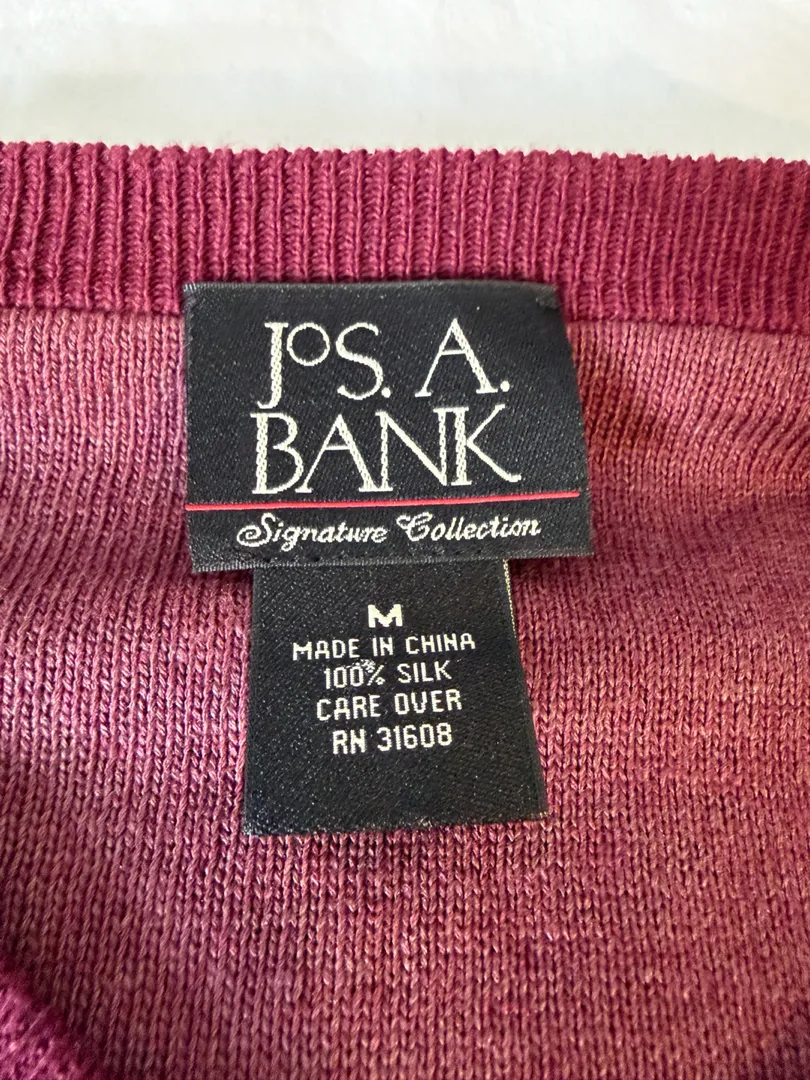 JOS. A.
BANK
Signature Collection
M
MADE IN CHINA
100% SILK
CARE OVER
RN 31608